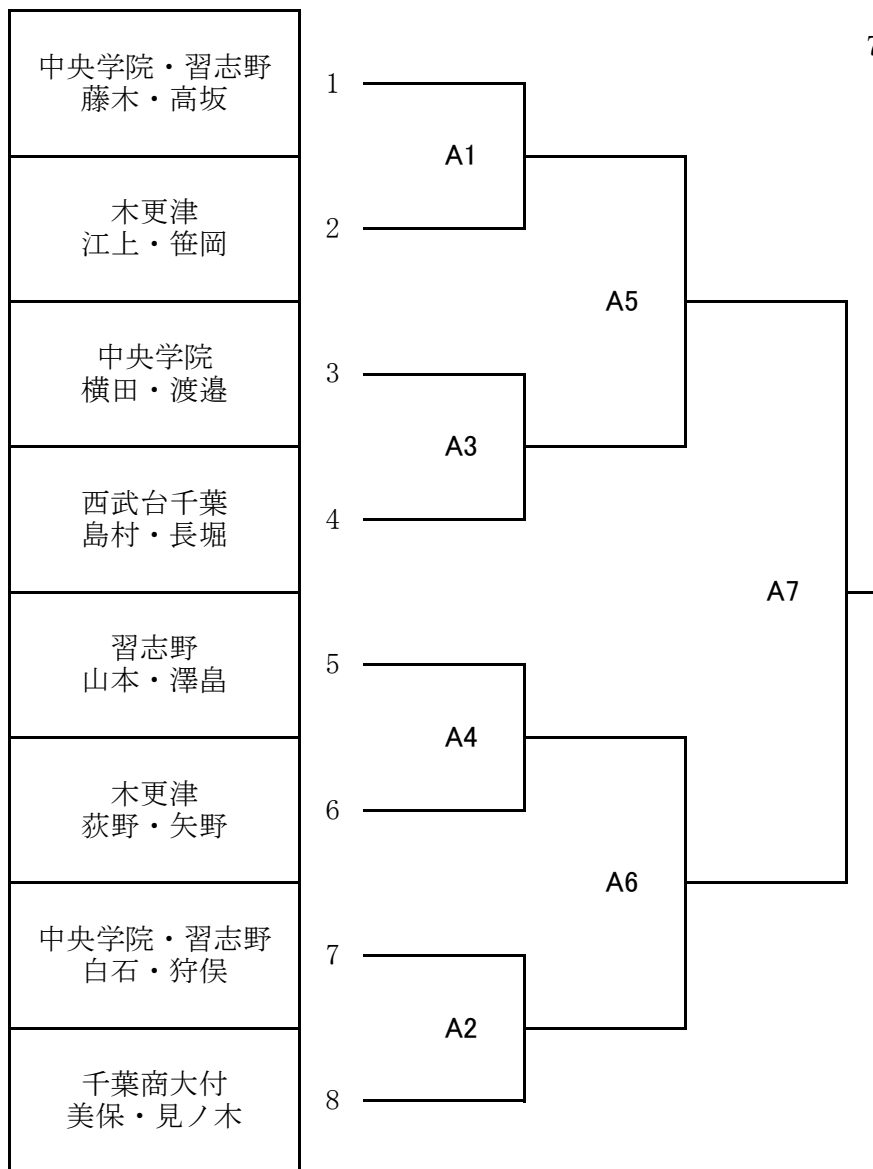 中央学院・習志野
藤木・高坂
1
A1
木更津
江上・笹岡
2
A5
中央学院
横田・渡邉
3
A3
西武台千葉
島村・長堀
4
A7
習志野
山本・澤畠
5
A4
木更津
荻野・矢野
6
A6
中央学院・習志野
白石・狩俣
7
A2
千葉商大付
美保・見ノ木
8